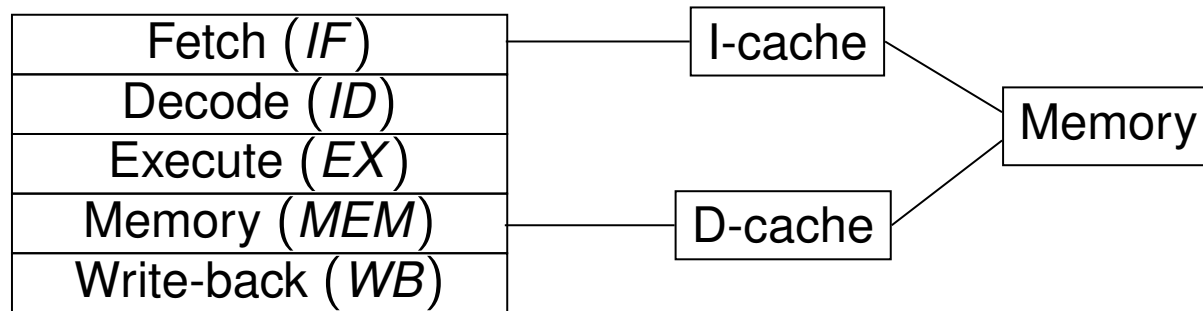 Fetch (IF)
Decode (ID)
Execute (EX)
Memory (MEM)
Write-back (WB)
I-cache
D-cache
Memory